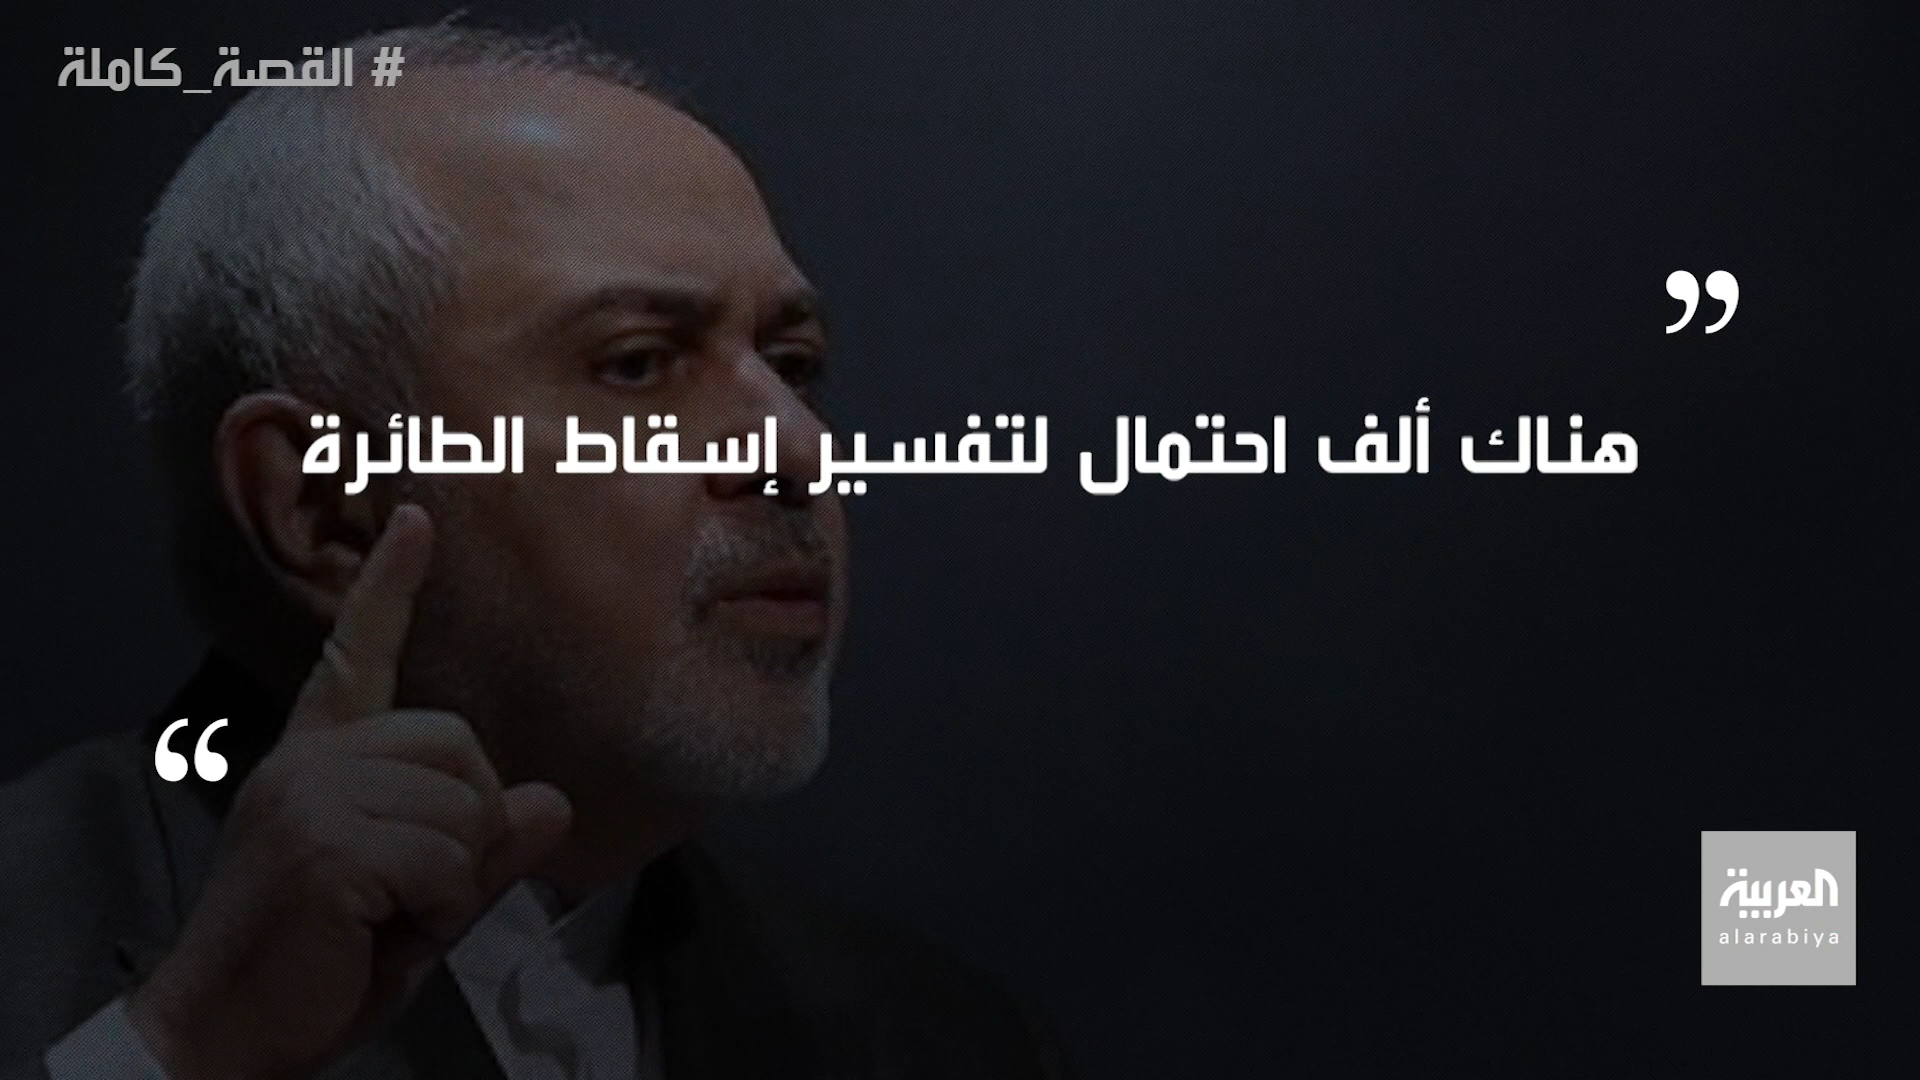 # القصة_كاملة
هناك ألف احتمال لتفسير إسقاط الطائرة
العربية
alarabiya